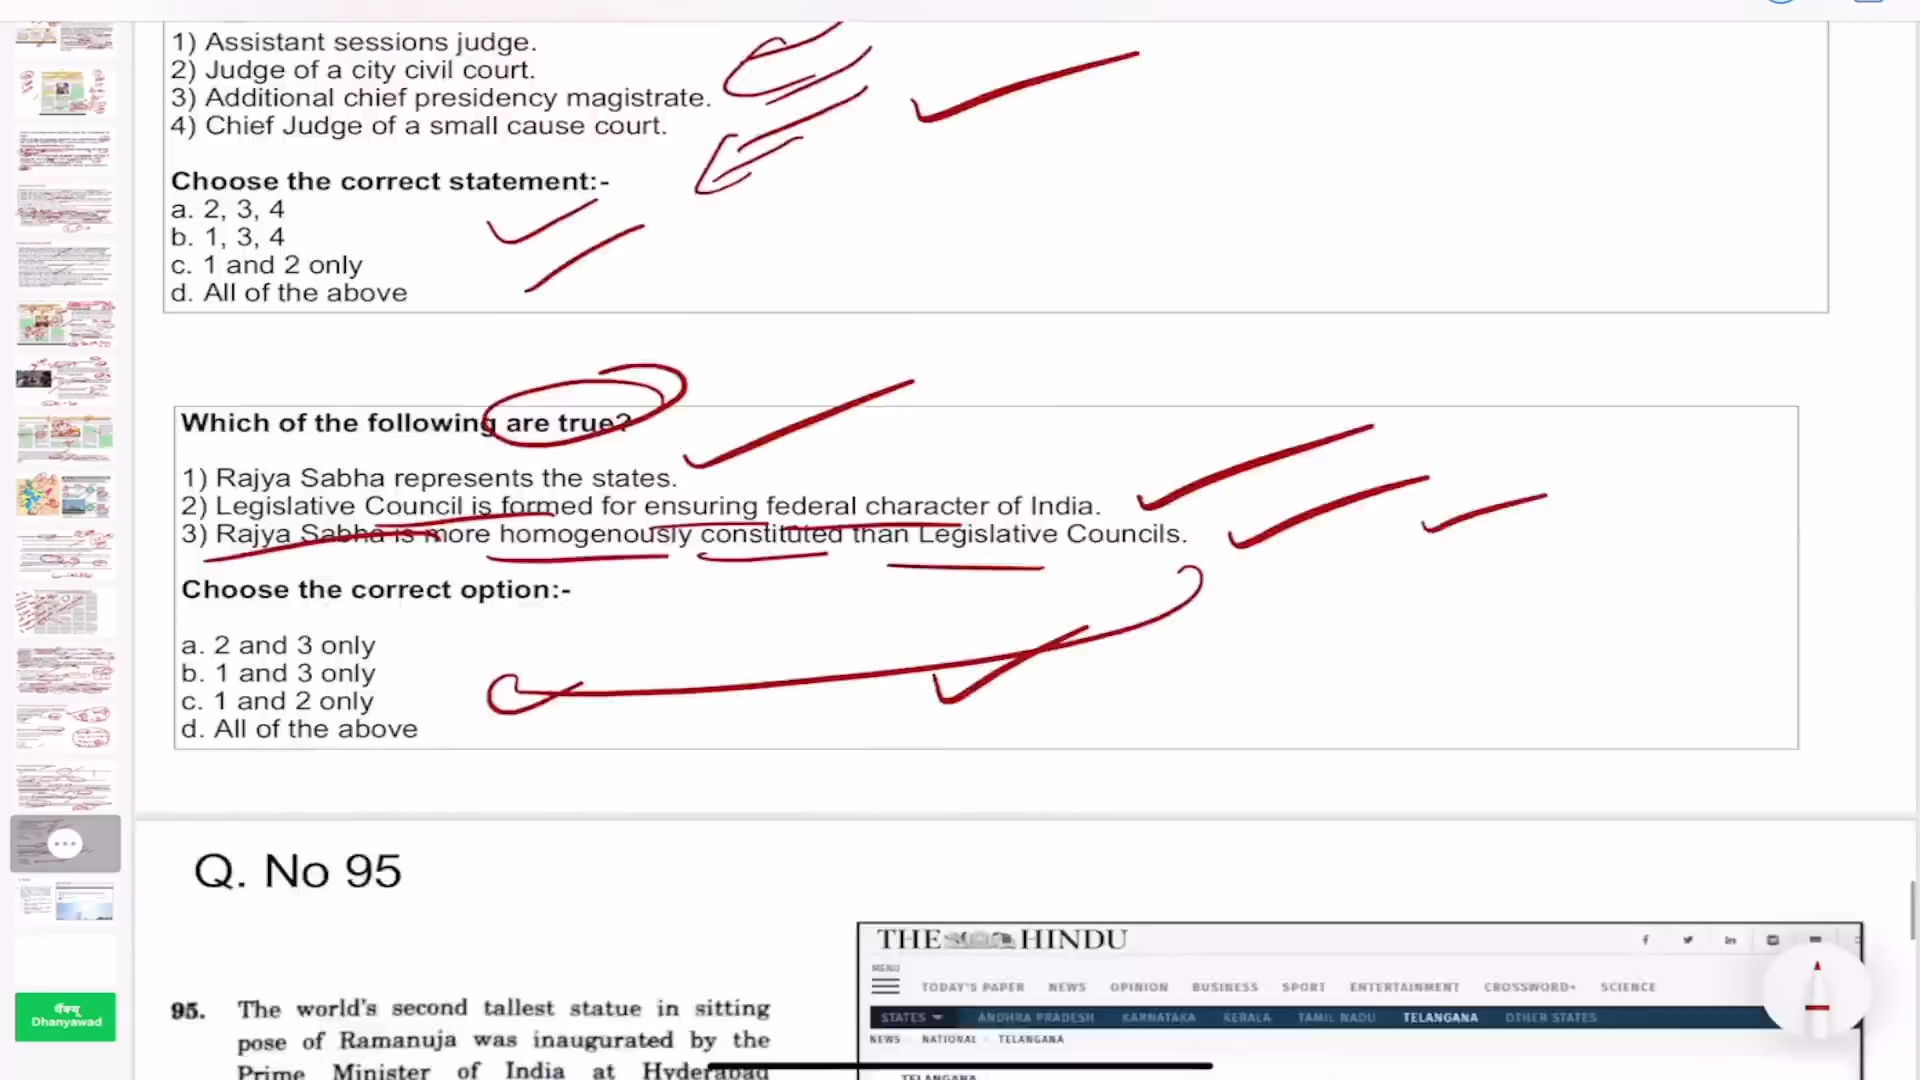 1) Assistant sessions judge.
2) Judge of a city civil court.
3) Additional chief presidency magistrate.
4) Chief Judge of a small cause court.
Choose the correct statement:-
a. 2, 3, 4
b. 1, 3, 4
c. 1 and 2 only
d. All of the above
Which of the following are true?
1) Rajya Sabha represents the states.
2) Legislative Council is formed for ensuring federal character of India.
3) Rajya Sabha is more homogenously constituted than Legislative Councils.
Choose the correct option:-
a. 2 and 3 only
b. 1 and 3 only
c. 1 and 2 only
d. All of the above
Q. No 95
95. The world's second tallest statue in sitting
pose of Ramanuja was inaugurated by the
Prime Minister of India at Hyderabad
THE HINDU
MENU
TODAY'S PAPER NEWS OPINION BUSINESS SPORT ENTERTAINMENT CROSSWORD+ SCIENCE
STATES ANDHRA PRADESH KARNATAKA KERALA TAMIL NADU TELANGANA OTHER STATES
NEWS NATIONAL TELANGANA
TELANGANA
थैंक्यू
Dhanyawad